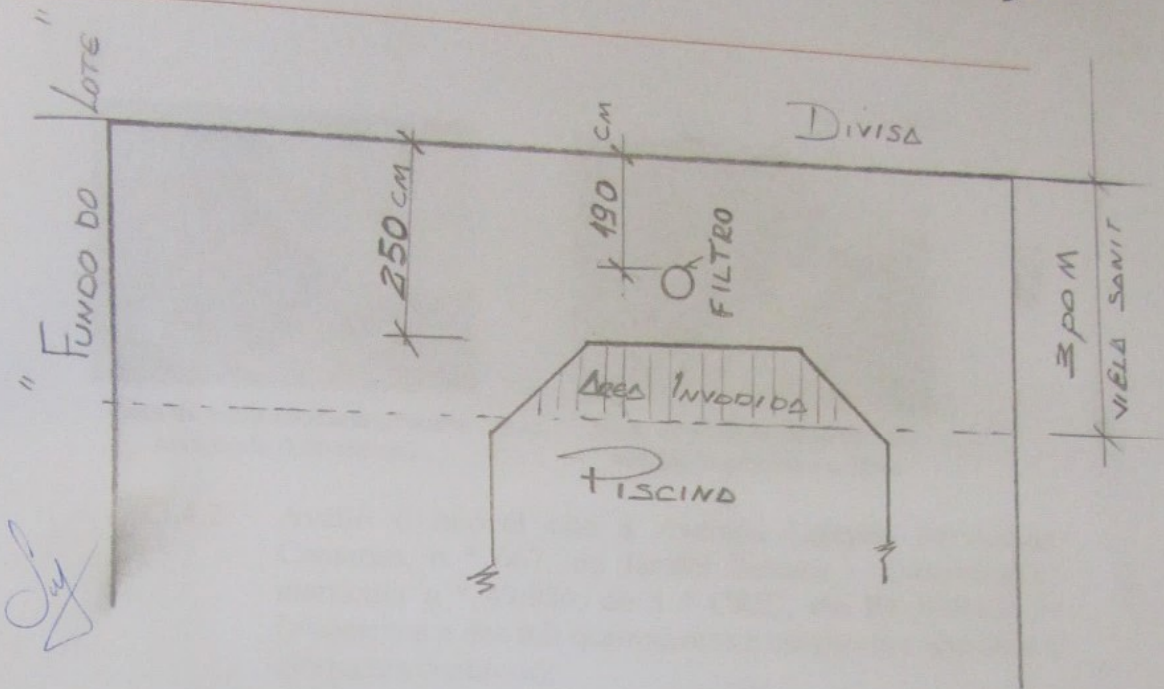 "FUNDO DO LOTE"
DIVISA
250 CM
190 CM
FILTRO
ÁREA INVADIDA
PISCINA
3,00 M
VIELA SANIT